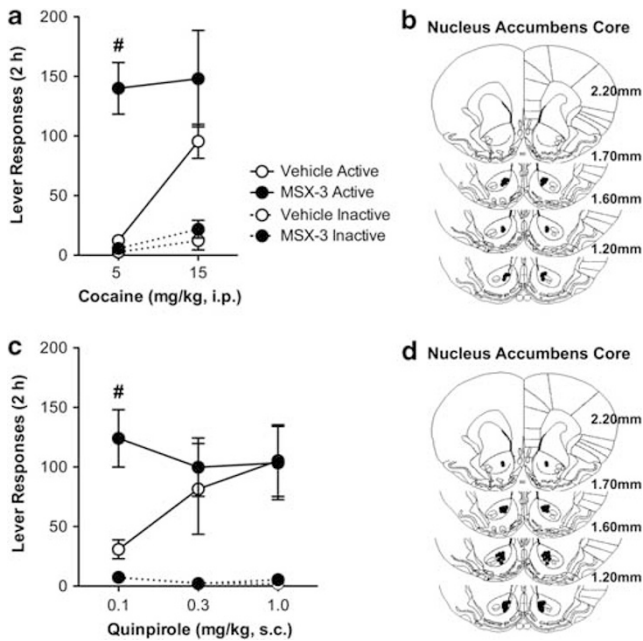 a
200
150
100
50
0
Lever Responses (2 h)
#
5
15
Cocaine (mg/kg, i.p.)
Vehicle Active
MSX-3 Active
Vehicle Inactive
MSX-3 Inactive
b
Nucleus Accumbens Core
2.20mm
1.70mm
1.60mm
1.20mm
c
200
150
100
50
0
Lever Responses (2 h)
#
0.1
0.3
1.0
Quinpirole (mg/kg, s.c.)
d
Nucleus Accumbens Core
2.20mm
1.70mm
1.60mm
1.20mm